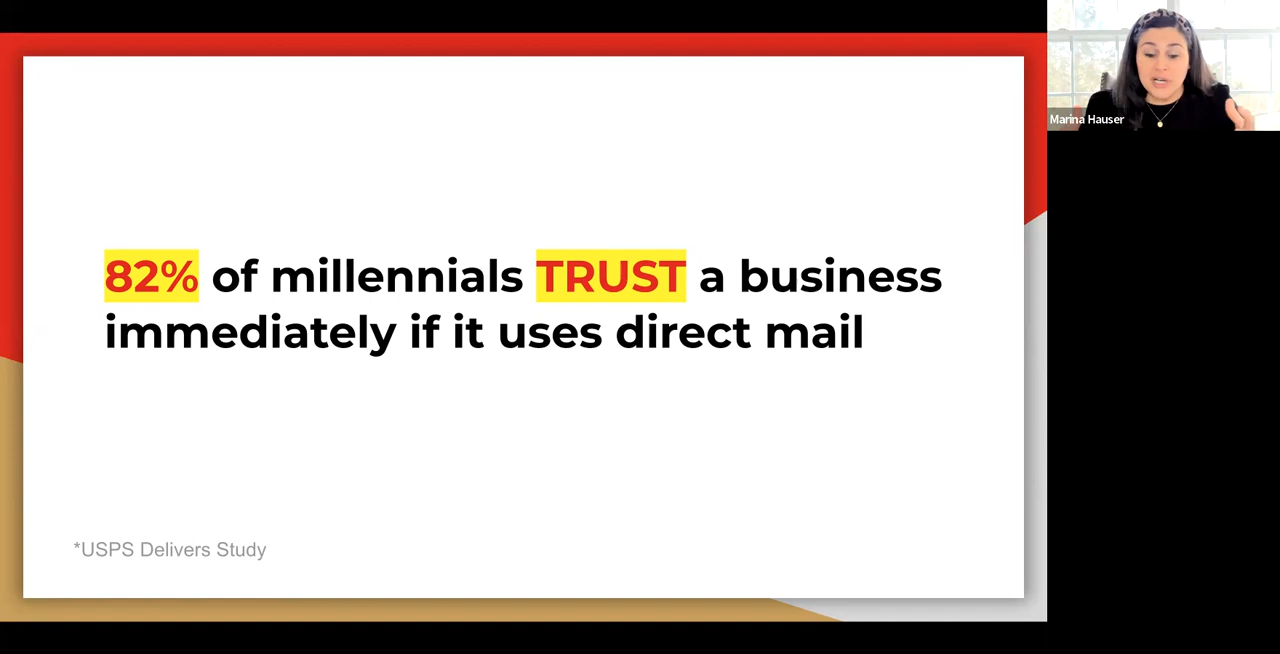 82% of millennials TRUST a business
immediately if it uses direct mail
*USPS Delivers Study
Marina Hauser